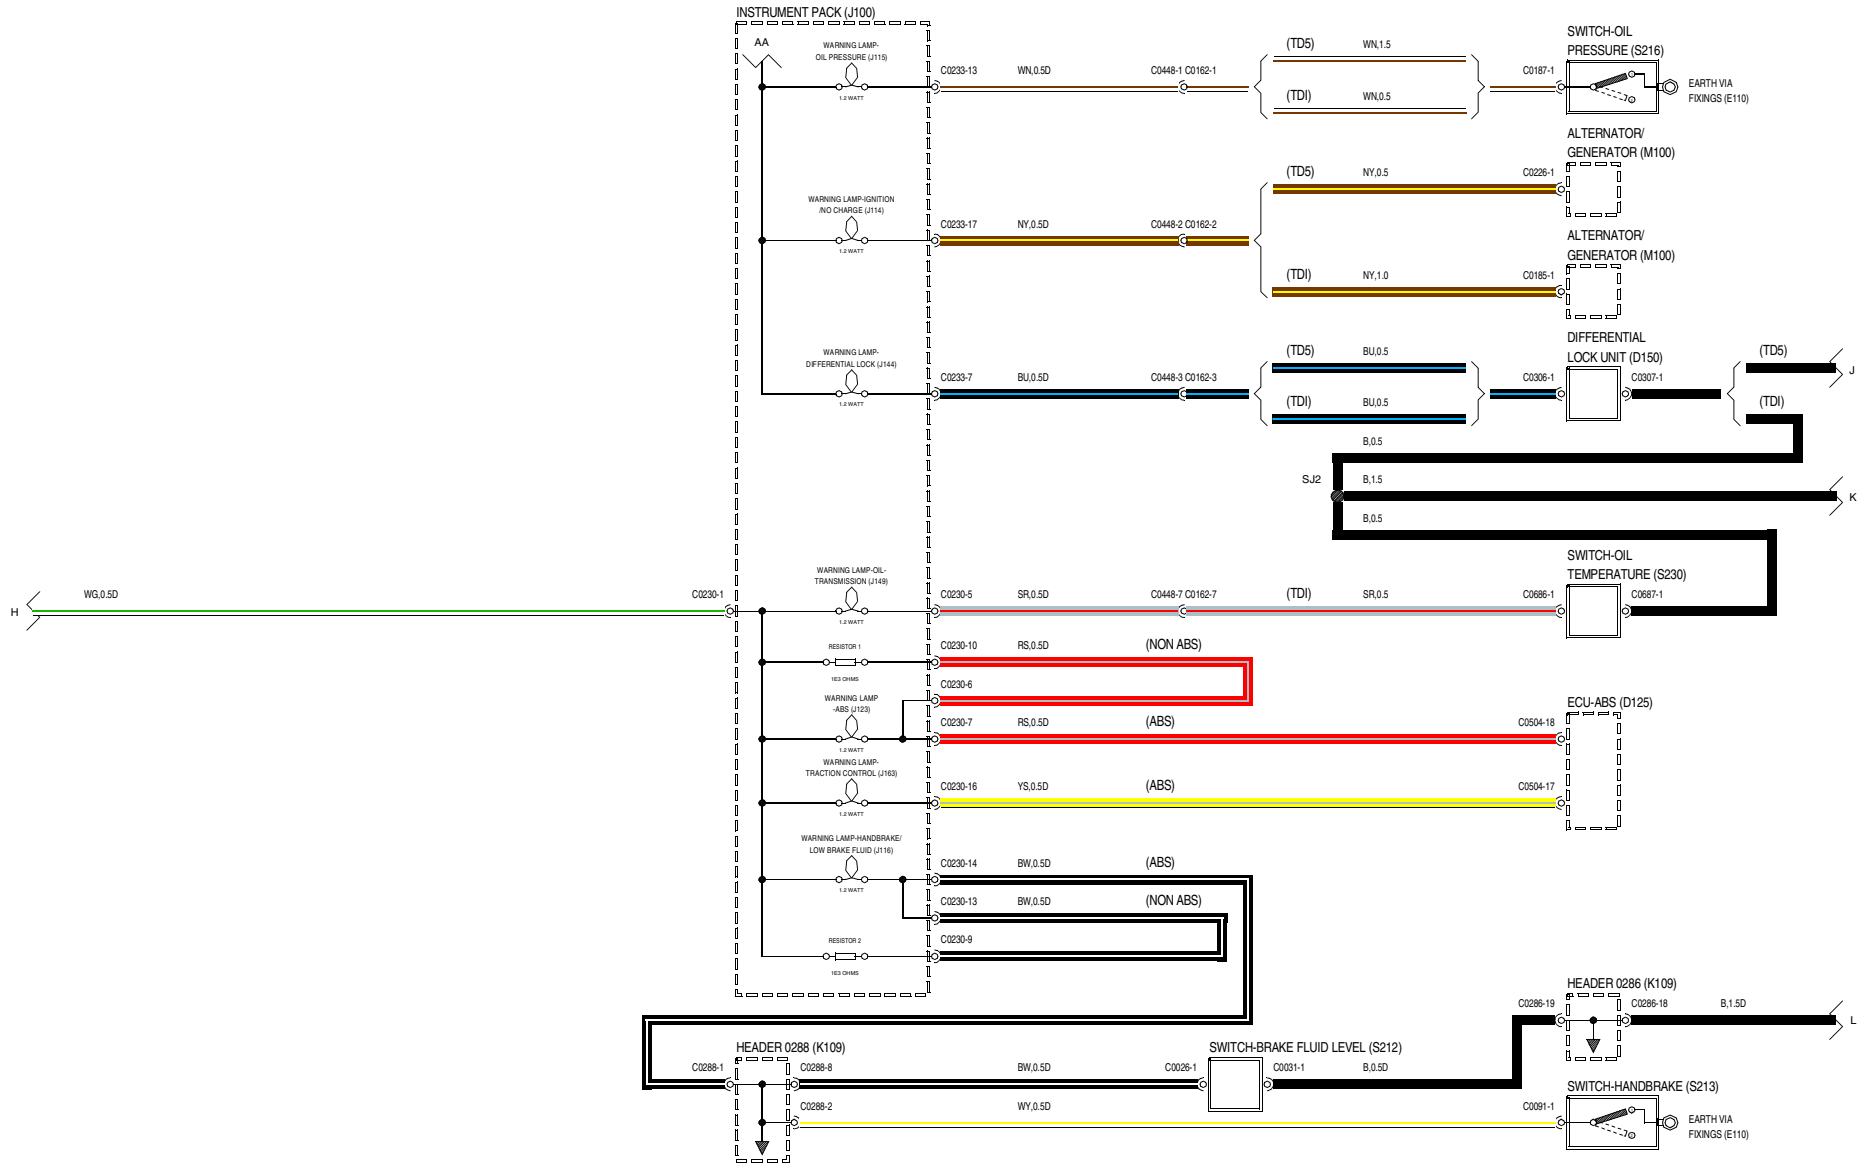 INSTRUMENT PACK (J100)
AA
WARNING LAMP-
OIL PRESSURE (J115)
1.2 WATT
C0233-13
WN,0.5D
C0448-1 C0162-1
(TD5)
WN,1.5
(TDI)
WN,0.5
C0187-1
SWITCH-OIL
PRESSURE (S216)
EARTH VIA
FIXINGS (E110)
WARNING LAMP-IGNITION
/NO CHARGE (J114)
1.2 WATT
C0233-17
NY,0.5D
C0448-2 C0162-2
(TD5)
NY,0.5
C0226-1
ALTERNATOR/
GENERATOR (M100)
(TDI)
NY,1.0
C0185-1
ALTERNATOR/
GENERATOR (M100)
WARNING LAMP-
DIFFERENTIAL LOCK (J144)
1.2 WATT
C0233-7
BU,0.5D
C0448-3 C0162-3
(TD5)
BU,0.5
(TDI)
BU,0.5
C0306-1
DIFFERENTIAL
LOCK UNIT (D150)
C0307-1
(TD5)
J
(TDI)
B,0.5
SJ2
B,1.5
K
B,0.5
H
WG,0.5D
C0230-1
WARNING LAMP-OIL-
TRANSMISSION (J149)
1.2 WATT
C0230-5
SR,0.5D
C0448-7 C0162-7
(TDI)
SR,0.5
C0686-1
SWITCH-OIL
TEMPERATURE (S230)
C0687-1
RESISTOR 1
1E3 OHMS
C0230-10
RS,0.5D
(NON ABS)
C0230-6
WARNING LAMP
-ABS (J123)
1.2 WATT
C0230-7
RS,0.5D
(ABS)
C0504-18
ECU-ABS (D125)
WARNING LAMP-
TRACTION CONTROL (J163)
1.2 WATT
C0230-16
YS,0.5D
(ABS)
C0504-17
WARNING LAMP-HANDBRAKE/
LOW BRAKE FLUID (J116)
1.2 WATT
C0230-14
BW,0.5D
(ABS)
C0230-13
BW,0.5D
(NON ABS)
RESISTOR 2
1E3 OHMS
C0230-9
HEADER 0286 (K109)
C0286-19
C0286-18
B,1.5D
L
HEADER 0288 (K109)
C0288-1
C0288-8
BW,0.5D
C0026-1
SWITCH-BRAKE FLUID LEVEL (S212)
C0031-1
B,0.5D
C0288-2
WY,0.5D
C0091-1
SWITCH-HANDBRAKE (S213)
EARTH VIA
FIXINGS (E110)